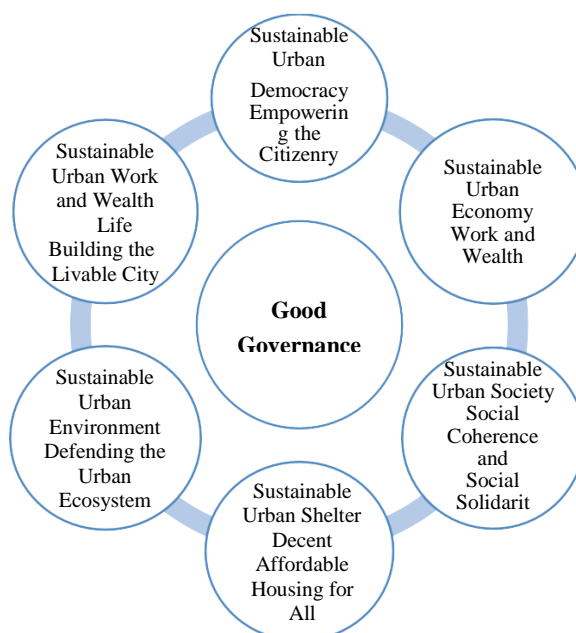 Sustainable
Urban
Democracy
Empowerin
g the
Citizenry
Sustainable
Urban
Economy
Work and
Wealth
Sustainable
Urban Society
Social
Coherence
and
Social
Solidarit
Sustainable
Urban Shelter
Decent
Affordable
Housing for
All
Sustainable
Urban
Environment
Defending the
Urban
Ecosystem
Sustainable
Urban Work
and Wealth
Life
Building the
Livable City
Good
Governance